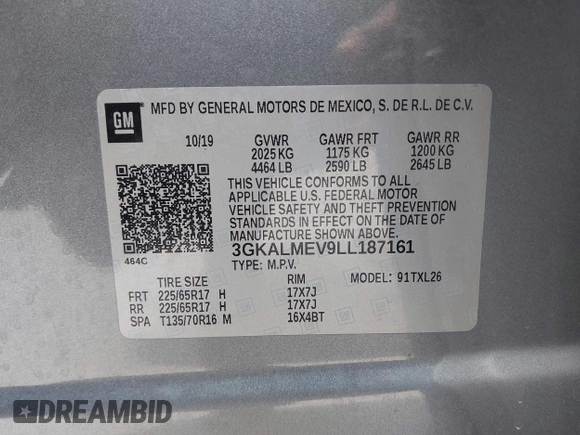 GM
MFD BY GENERAL MOTORS DE MEXICO, S. DE R.L. DE C.V.
10/19 GVWR GAWR FRT GAWR RR
2025 KG 1175 KG 1200 KG
4464 LB 2590 LB 2645 LB
THIS VEHICLE CONFORMS TO ALL
APPLICABLE U.S. FEDERAL MOTOR
VEHICLE SAFETY AND THEFT PREVENTION
STANDARDS IN EFFECT ON THE DATE OF
MANUFACTURE SHOWN ABOVE.
464C
3GKALMEV9LL187161
TYPE: M.P.V.
TIRE SIZE RIM MODEL: 91TXL26
FRT 225/65R17 H 17X7J
RR 225/65R17 H 17X7J
SPA T135/70R16 M 16X4BT
DREAMBID